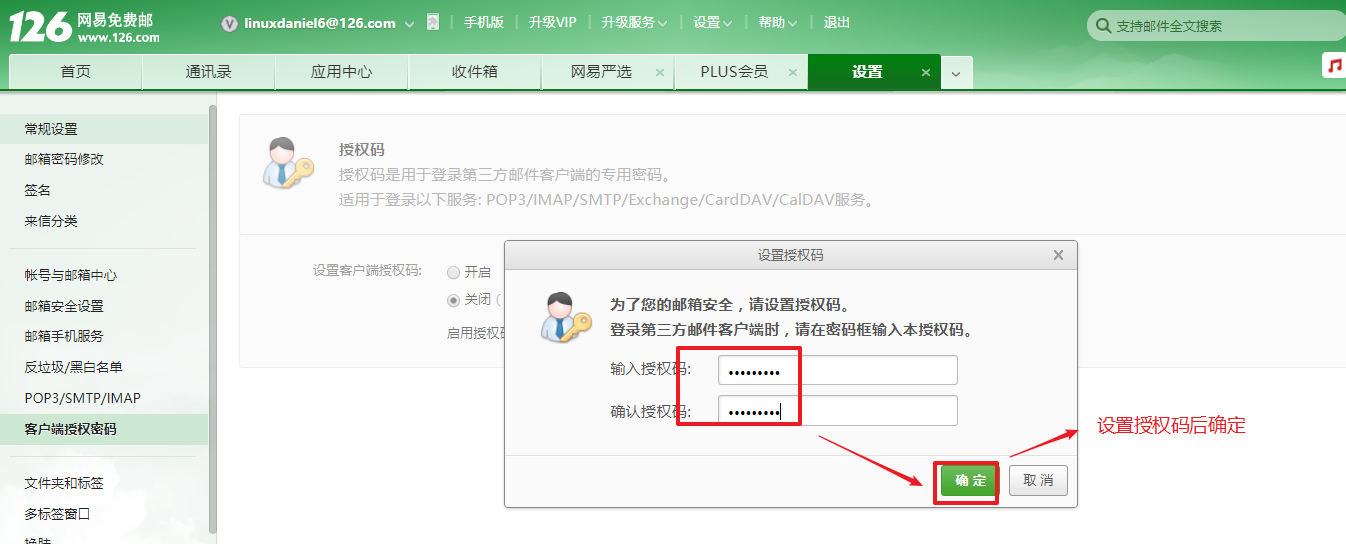 126 网易免费邮
www.126.com
V linuxdaniel6@126.com
手机版 升级VIP 升级服务 设置 帮助 退出
支持邮件全文搜索
首页 通讯录 应用中心 收件箱 网易严选 × PLUS会员 × 设置 ×
常规设置
邮箱密码修改
签名
来信分类
帐号与邮箱中心
邮箱安全设置
邮箱手机服务
反垃圾/黑白名单
POP3/SMTP/IMAP
客户端授权密码
文件夹和标签
多标签窗口
换肤
授权码
授权码是用于登录第三方邮件客户端的专用密码。
适用于登录以下服务: POP3/IMAP/SMTP/Exchange/CardDAV/CalDAV服务。
设置客户端授权码: 开启
关闭（
启用授权码
设置授权码 ×
为了您的邮箱安全，请设置授权码。
登录第三方邮件客户端时，请在密码框输入本授权码。
输入授权码: •••••••••
确认授权码: •••••••••
确 定 取 消
设置授权码后确定